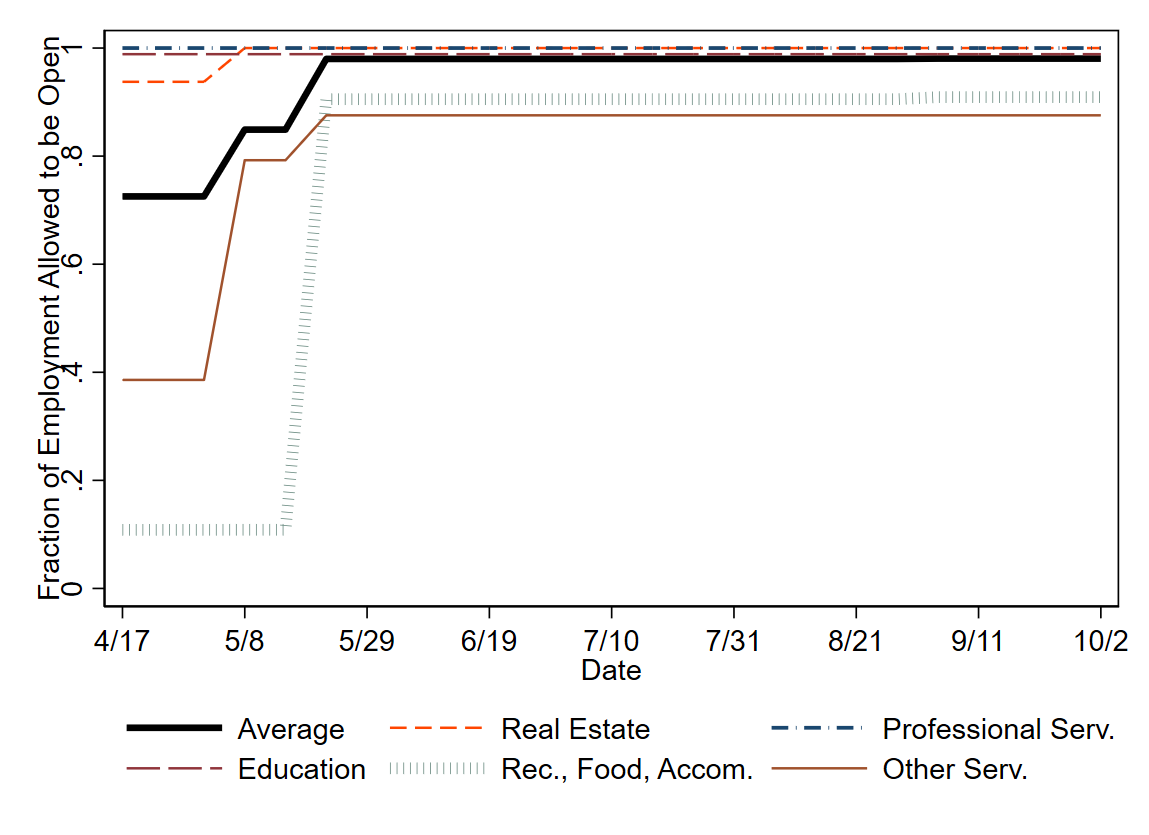 Fraction of Employment Allowed to be Open
1
.8
.6
.4
.2
0
4/17 5/8 5/29 6/19 7/10 7/31 8/21 9/11 10/2
Date
Average Real Estate Professional Serv.
Education Rec., Food, Accom. Other Serv.